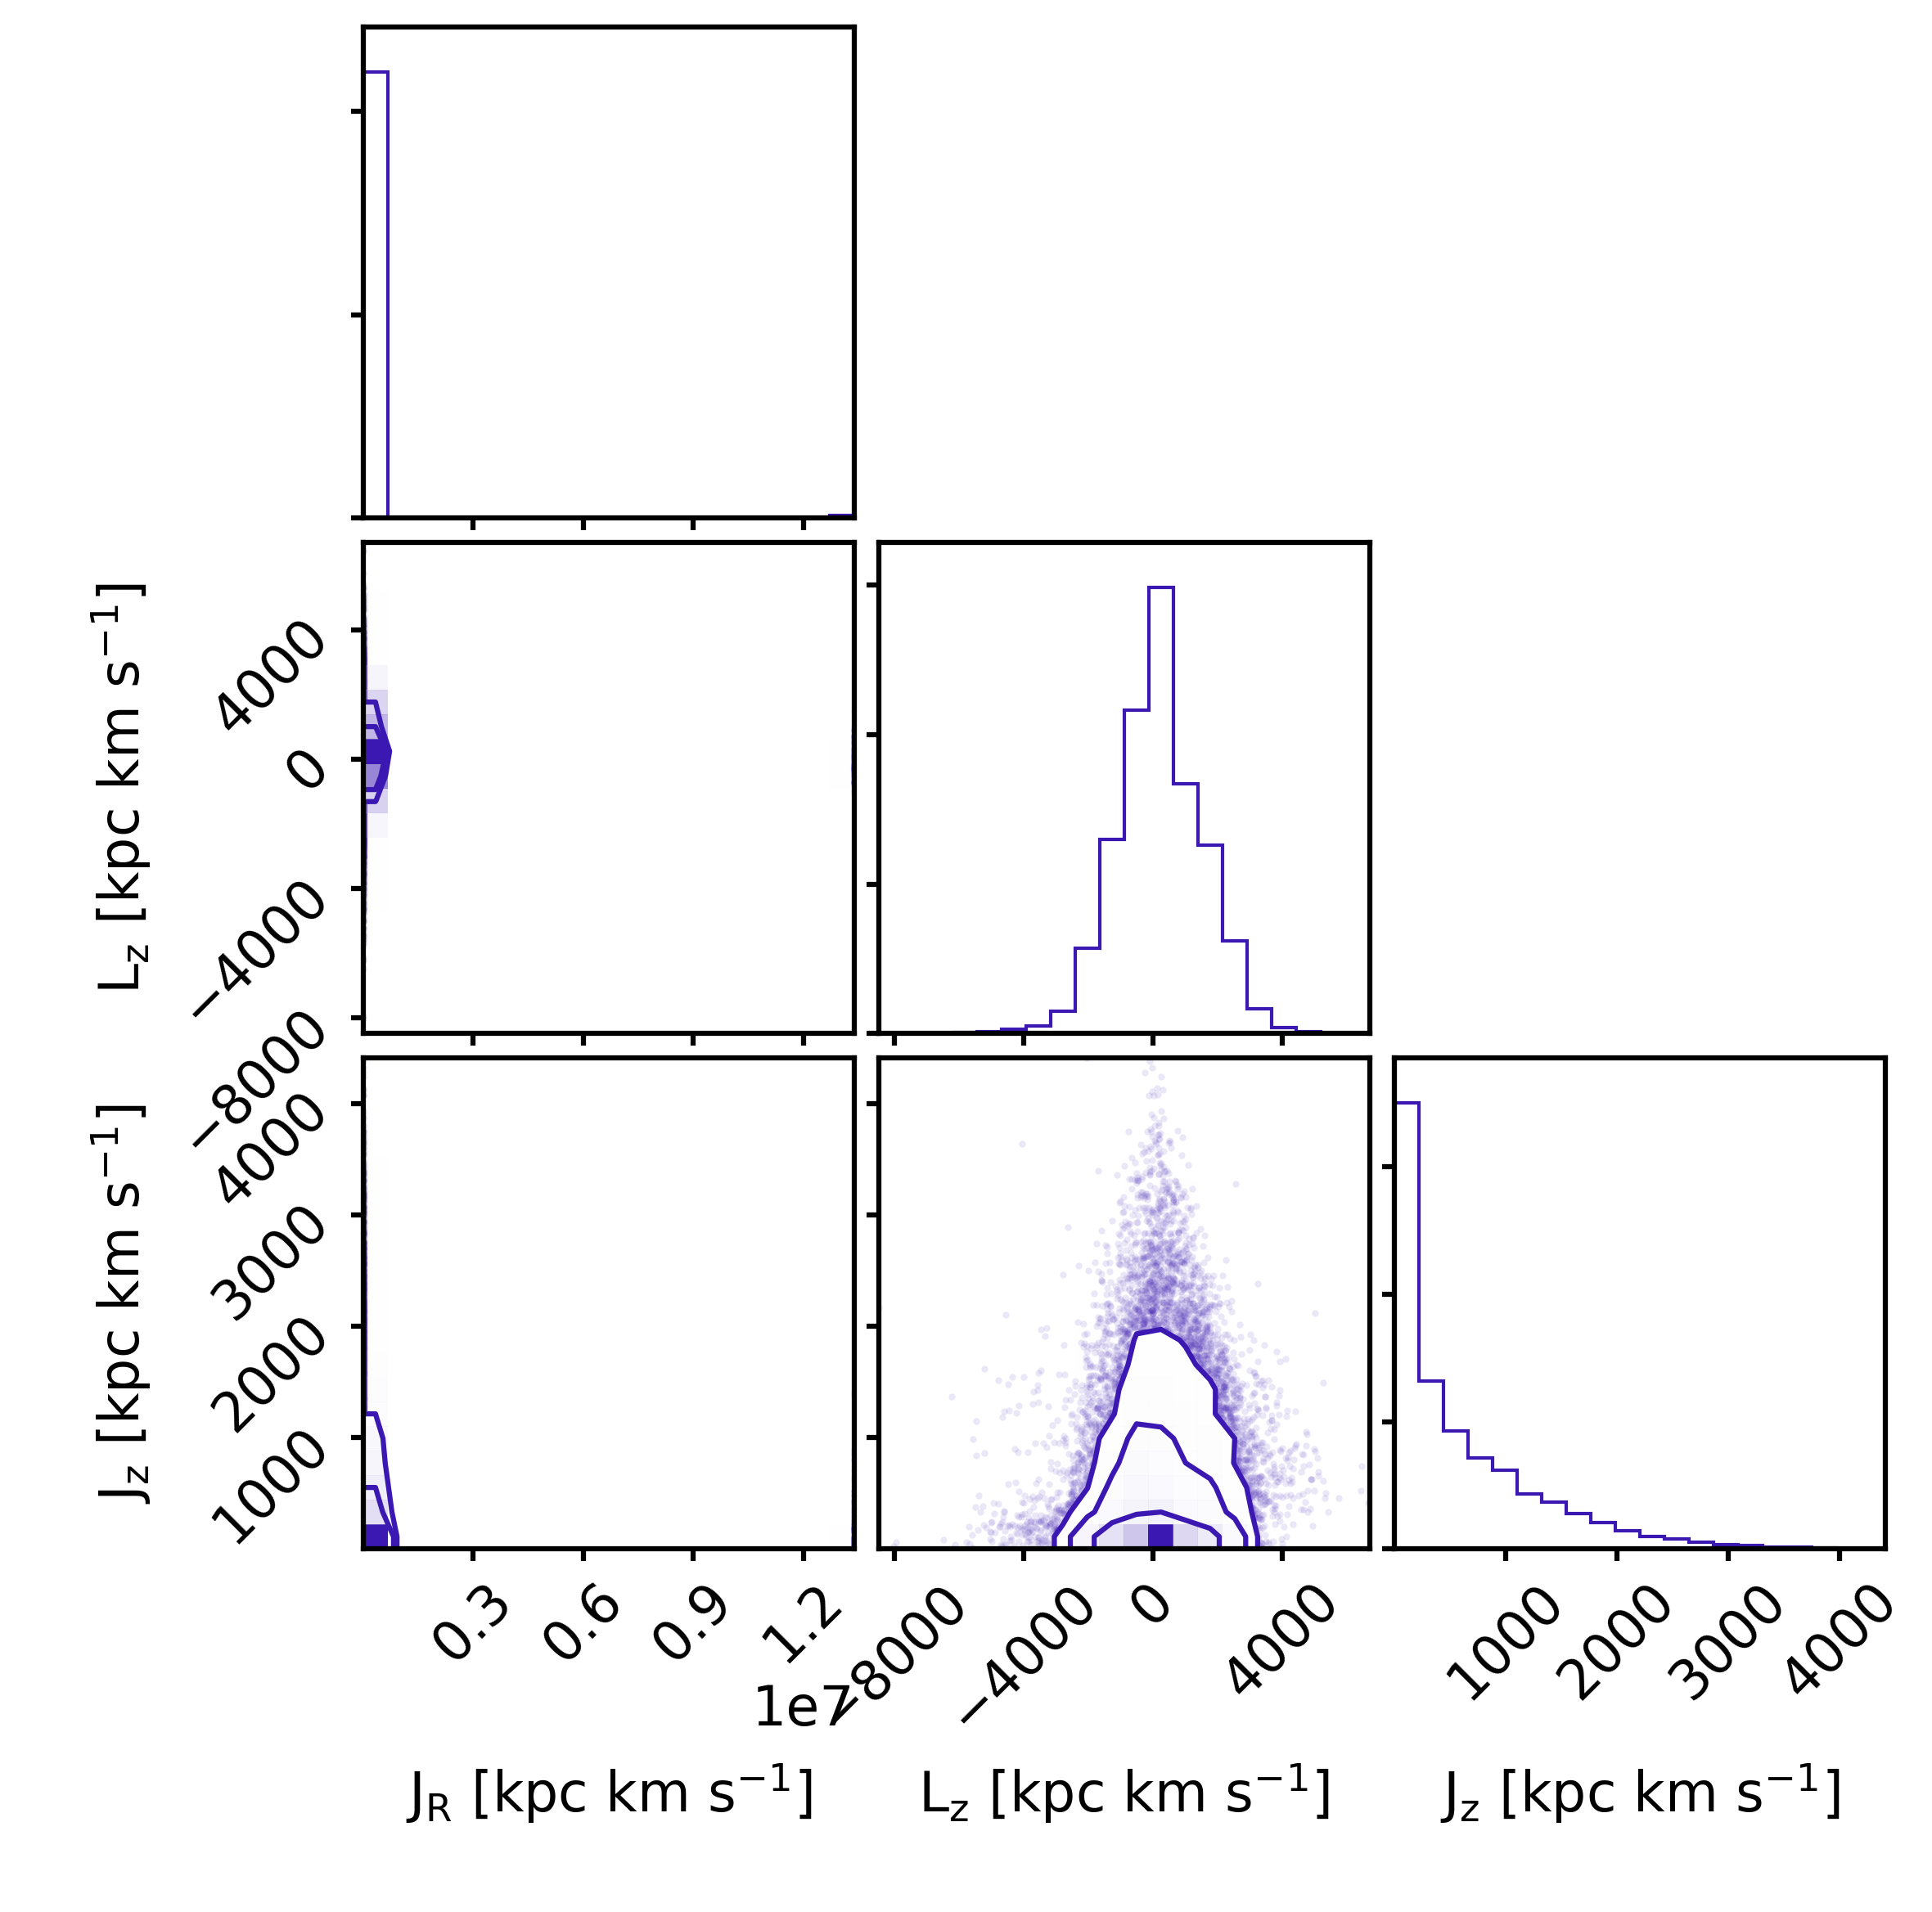 4000
0
−4000
−8000
L_z [kpc km s⁻¹]
4000
3000
2000
1000
J_z [kpc km s⁻¹]
0.3 0.6 0.9 1.2
1e7
−8000 −4000 0 4000
1000 2000 3000 4000
J_R [kpc km s⁻¹]
L_z [kpc km s⁻¹]
J_z [kpc km s⁻¹]